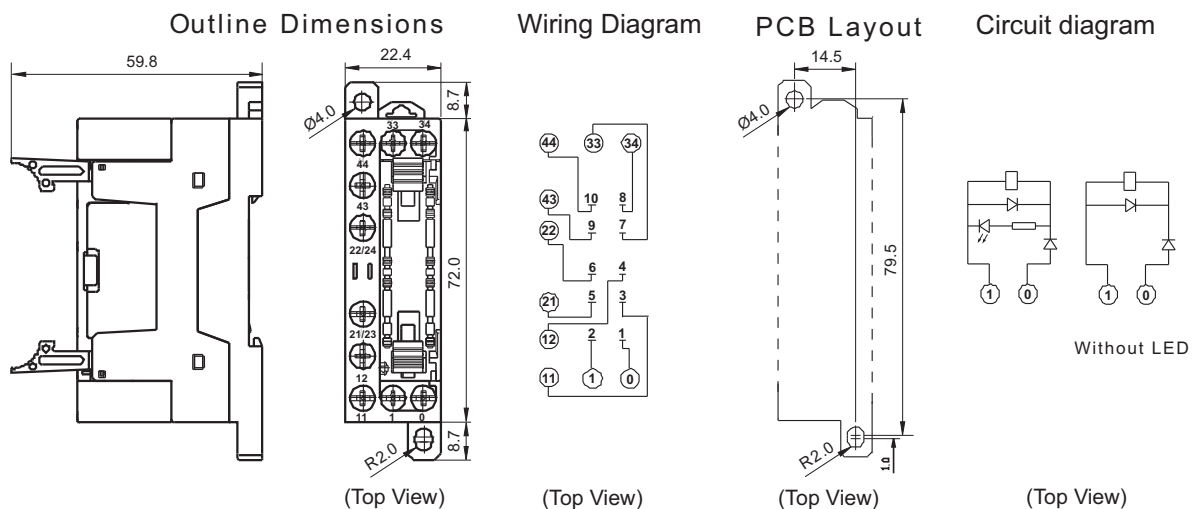 Outline Dimensions
Wiring Diagram
PCB Layout
Circuit diagram
59.8
22.4
14.5
8.7
Ø4.0
33 34
44
43
22/24
72.0
21/23
12
11 1 0
8.7
R2.0
44 33 34
43 10 8
22 9 7
6 4
21 5 3
12 2 1
11 1 0
Ø4.0
79.5
R2.0
1.0
1 0
1 0
Without LED
(Top View)
(Top View)
(Top View)
(Top View)